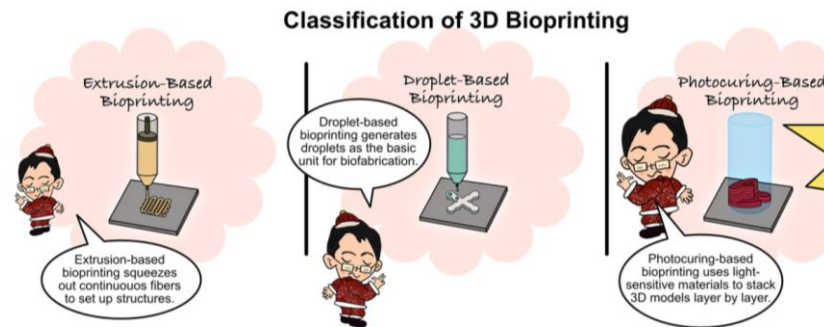 Classification of 3D Bioprinting
Extrusion-Based
Bioprinting
Extrusion-based
bioprinting squeezes
out continuouos fibers
to set up structures.
Droplet-Based
Bioprinting
Droplet-based
bioprinting generates
droplets as the basic
unit for biofabrication.
Photocuring-Based
Bioprinting
Photocuring-based
bioprinting uses light-
sensitive materials to stack
3D models layer by layer.